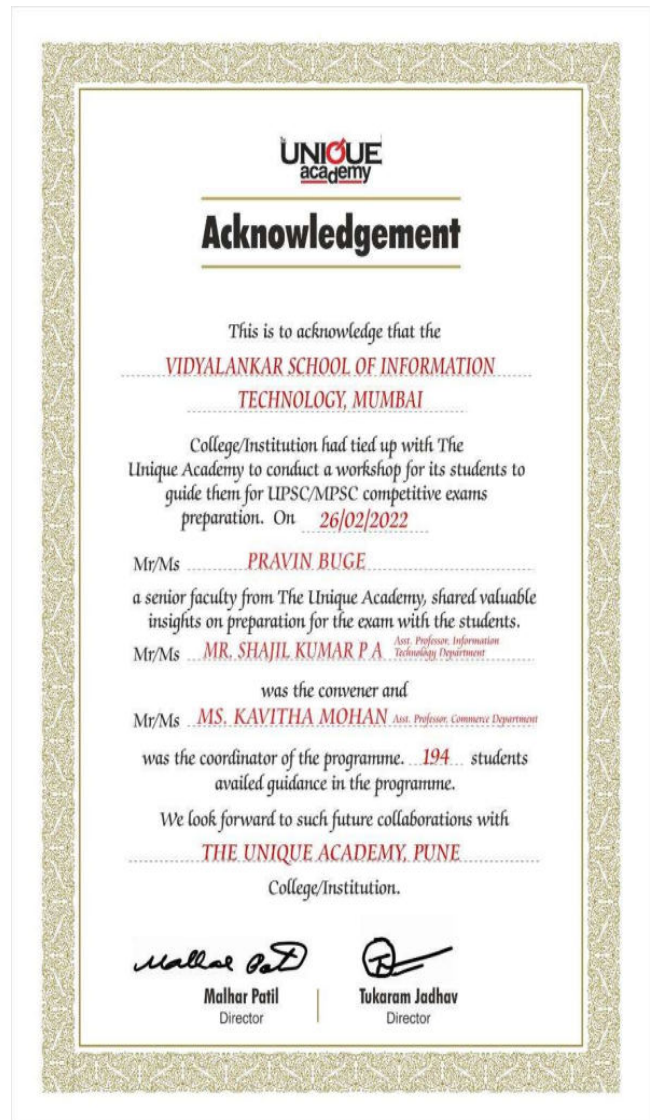 The
UNIQUE
academy
Acknowledgement
This is to acknowledge that the
VIDYALANKAR SCHOOL OF INFORMATION
TECHNOLOGY, MUMBAI
College/Institution had tied up with The
Unique Academy to conduct a workshop for its students to
guide them for UPSC/MPSC competitive exams
preparation. On 26/02/2022
Mr/Ms PRAVIN BUGE
a senior faculty from The Unique Academy, shared valuable
insights on preparation for the exam with the students.
Mr/Ms MR. SHAJIL KUMAR P A Asst. Professor, Information
Technology Department
was the convener and
Mr/Ms MS. KAVITHA MOHAN Asst. Professor, Commerce Department
was the coordinator of the programme. 194 students
availed guidance in the programme.
We look forward to such future collaborations with
THE UNIQUE ACADEMY, PUNE
College/Institution.
Malhar Patil
Malhar Patil
Director
Tukaram Jadhav
Director